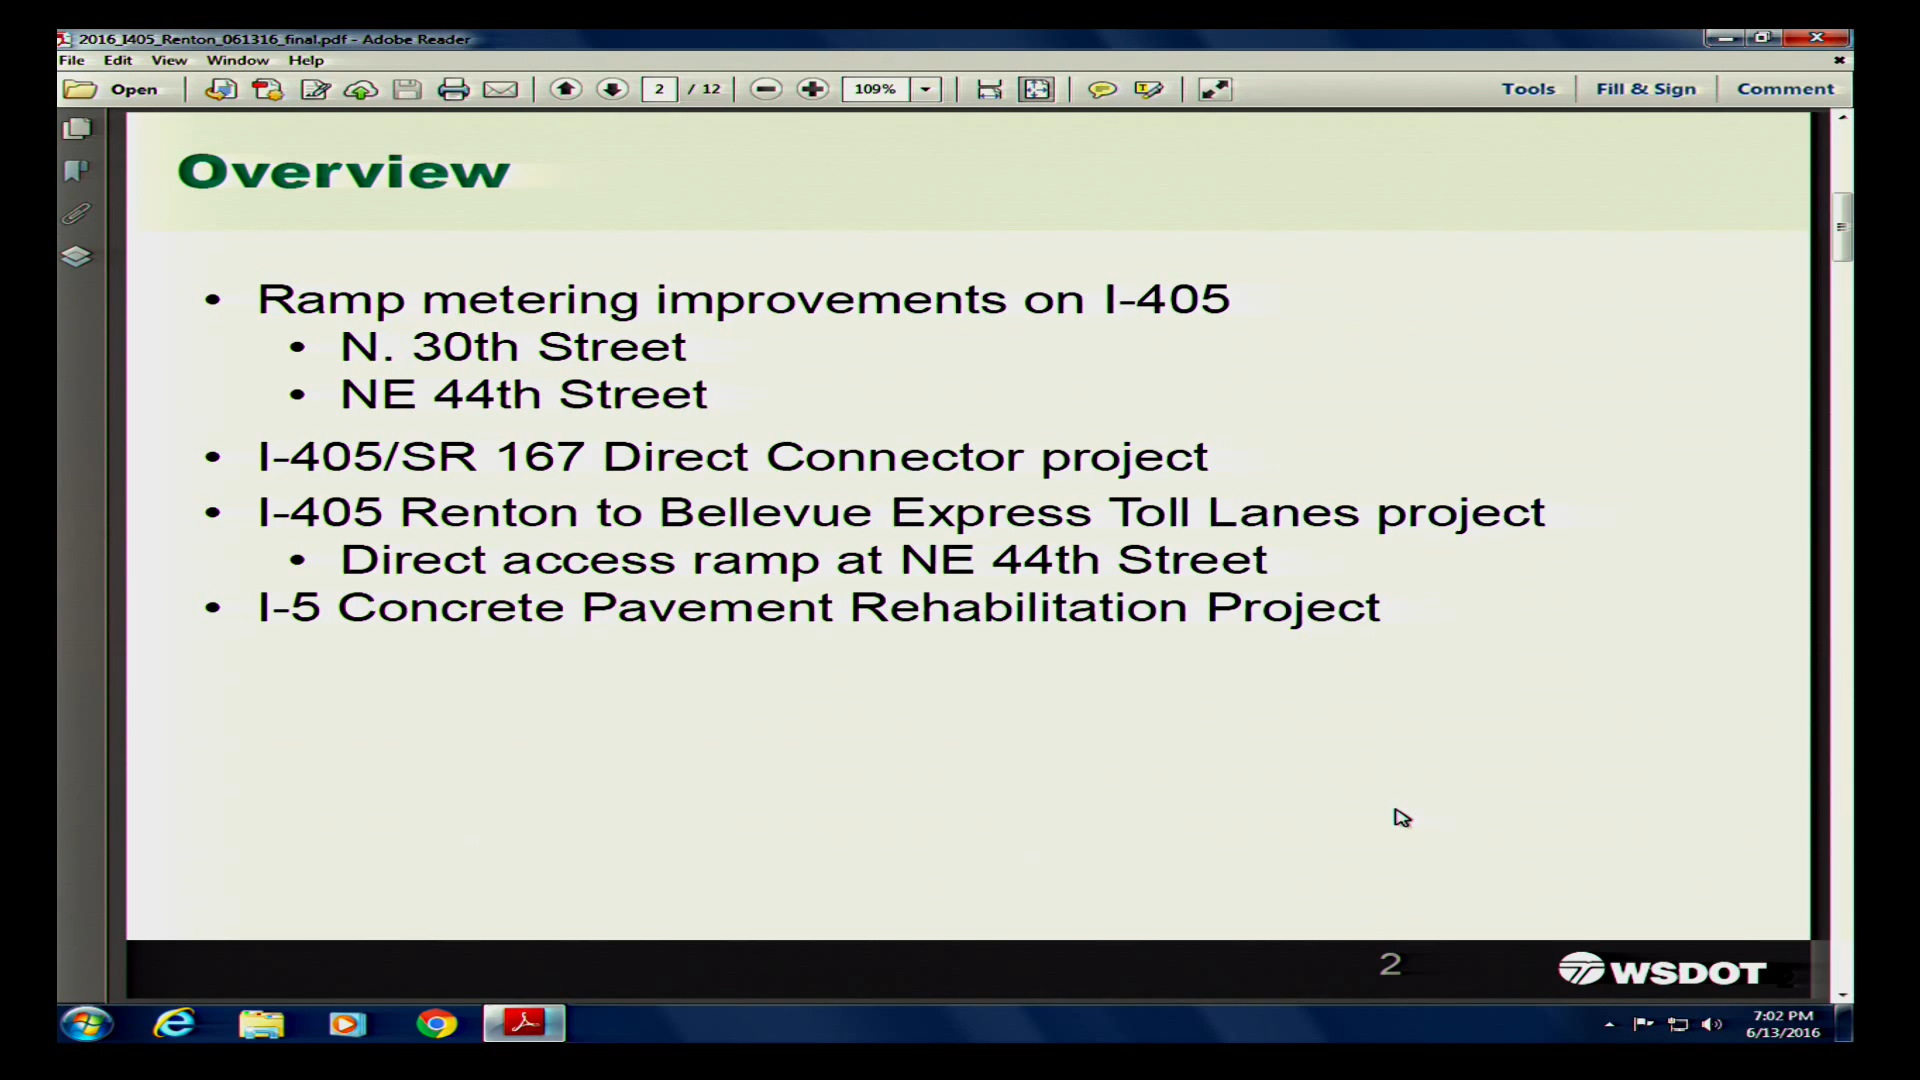 2016_I405_Renton_061316_final.pdf - Adobe Reader
File Edit View Window Help
Open 2 / 12 109% Tools Fill & Sign Comment
Overview
• Ramp metering improvements on I-405
• N. 30th Street
• NE 44th Street
• I-405/SR 167 Direct Connector project
• I-405 Renton to Bellevue Express Toll Lanes project
• Direct access ramp at NE 44th Street
• I-5 Concrete Pavement Rehabilitation Project
2
WSDOT
7:02 PM
6/13/2016